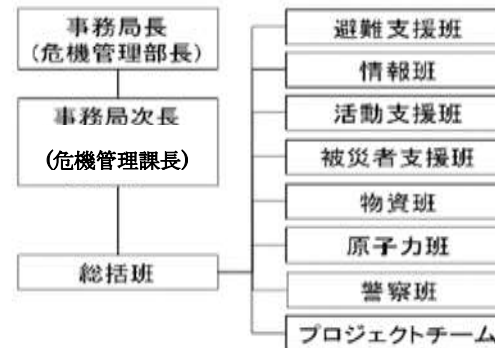 事務局長
(危機管理部長)
事務局次長
(危機管理課長)
総括班
避難支援班
情報班
活動支援班
被災者支援班
物資班
原子力班
警察班
プロジェクトチーム